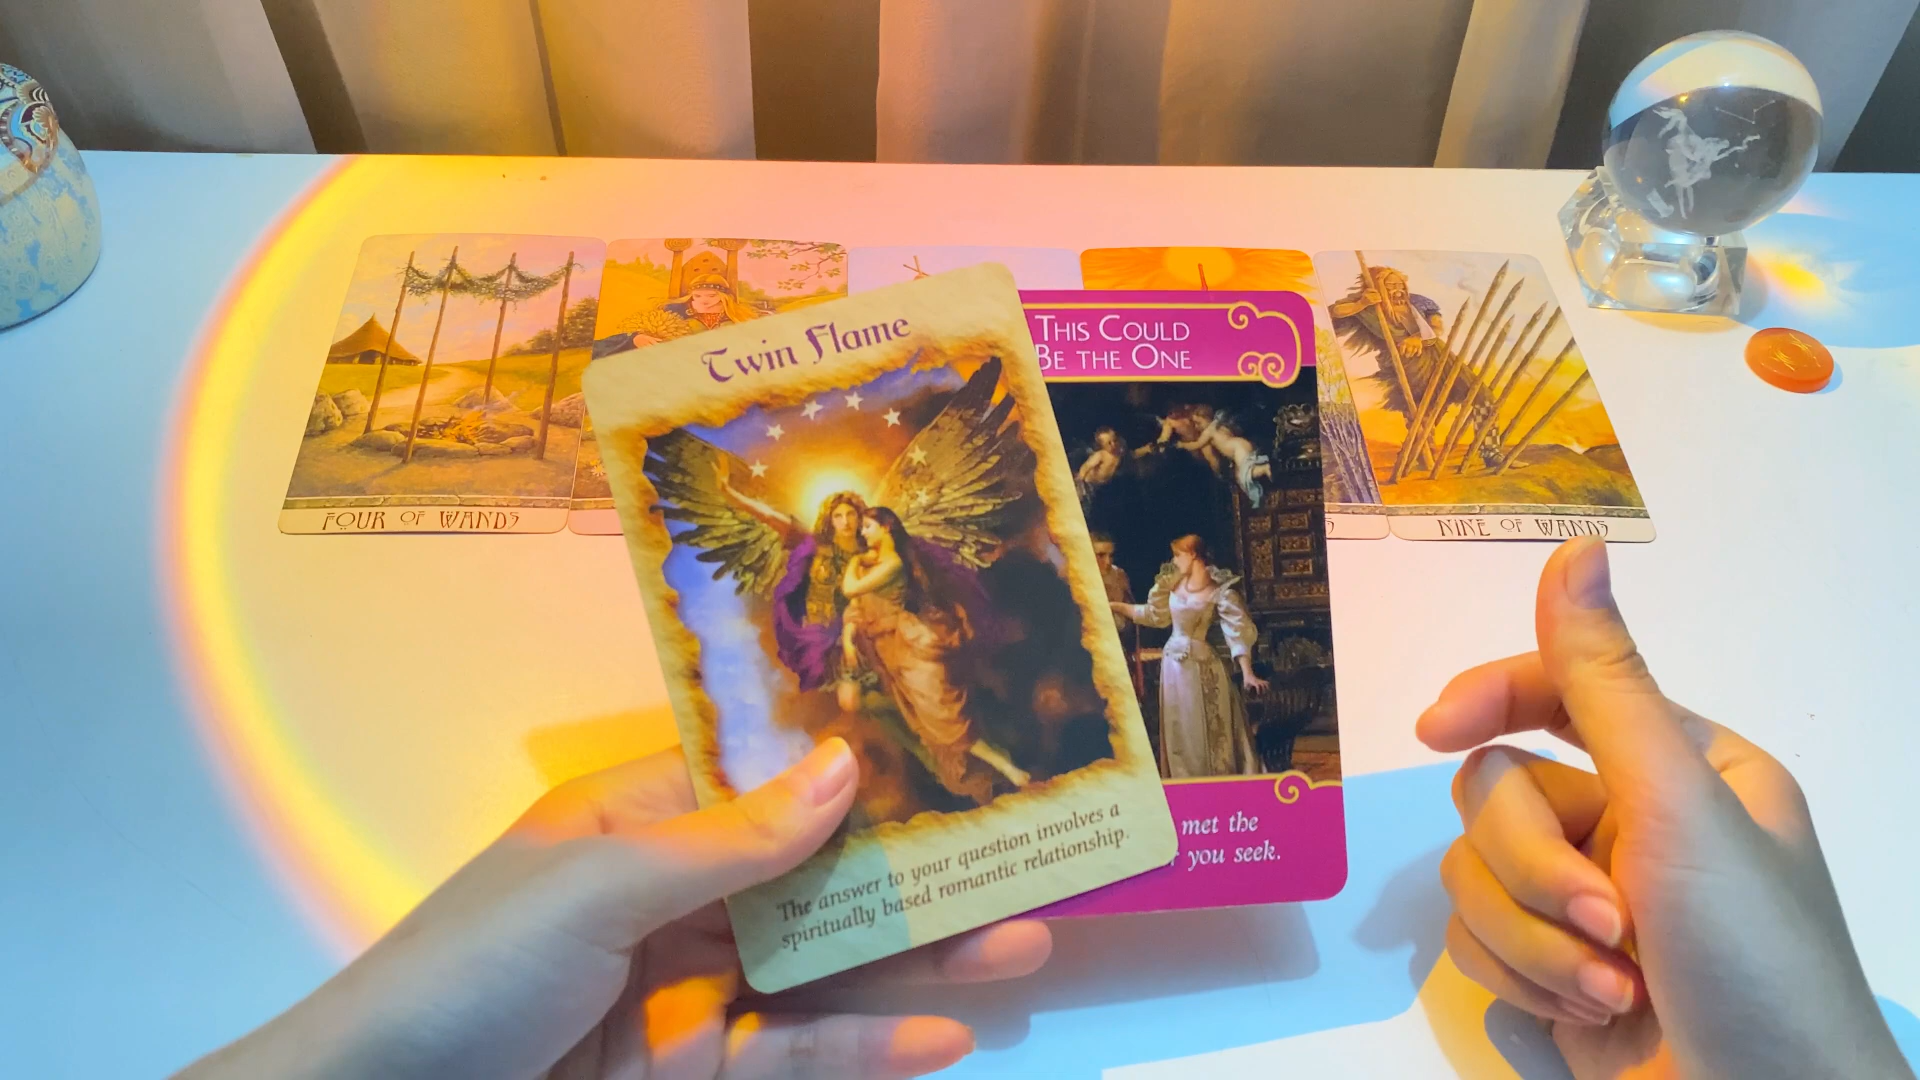 Twin Flame
THIS COULD
BE THE ONE
FOUR OF WANDS
NINE OF WANDS
met the
you seek.
The answer to your question involves a
spiritually based romantic relationship.